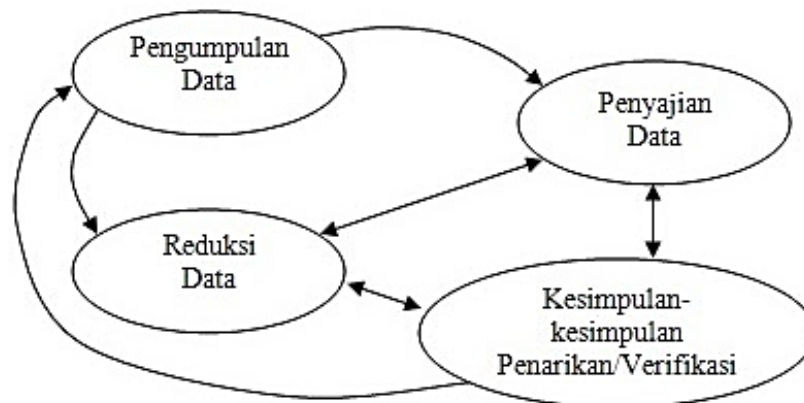 Pengumpulan
Data
Penyajian
Data
Reduksi
Data
Kesimpulan-
kesimpulan
Penarikan/Verifikasi